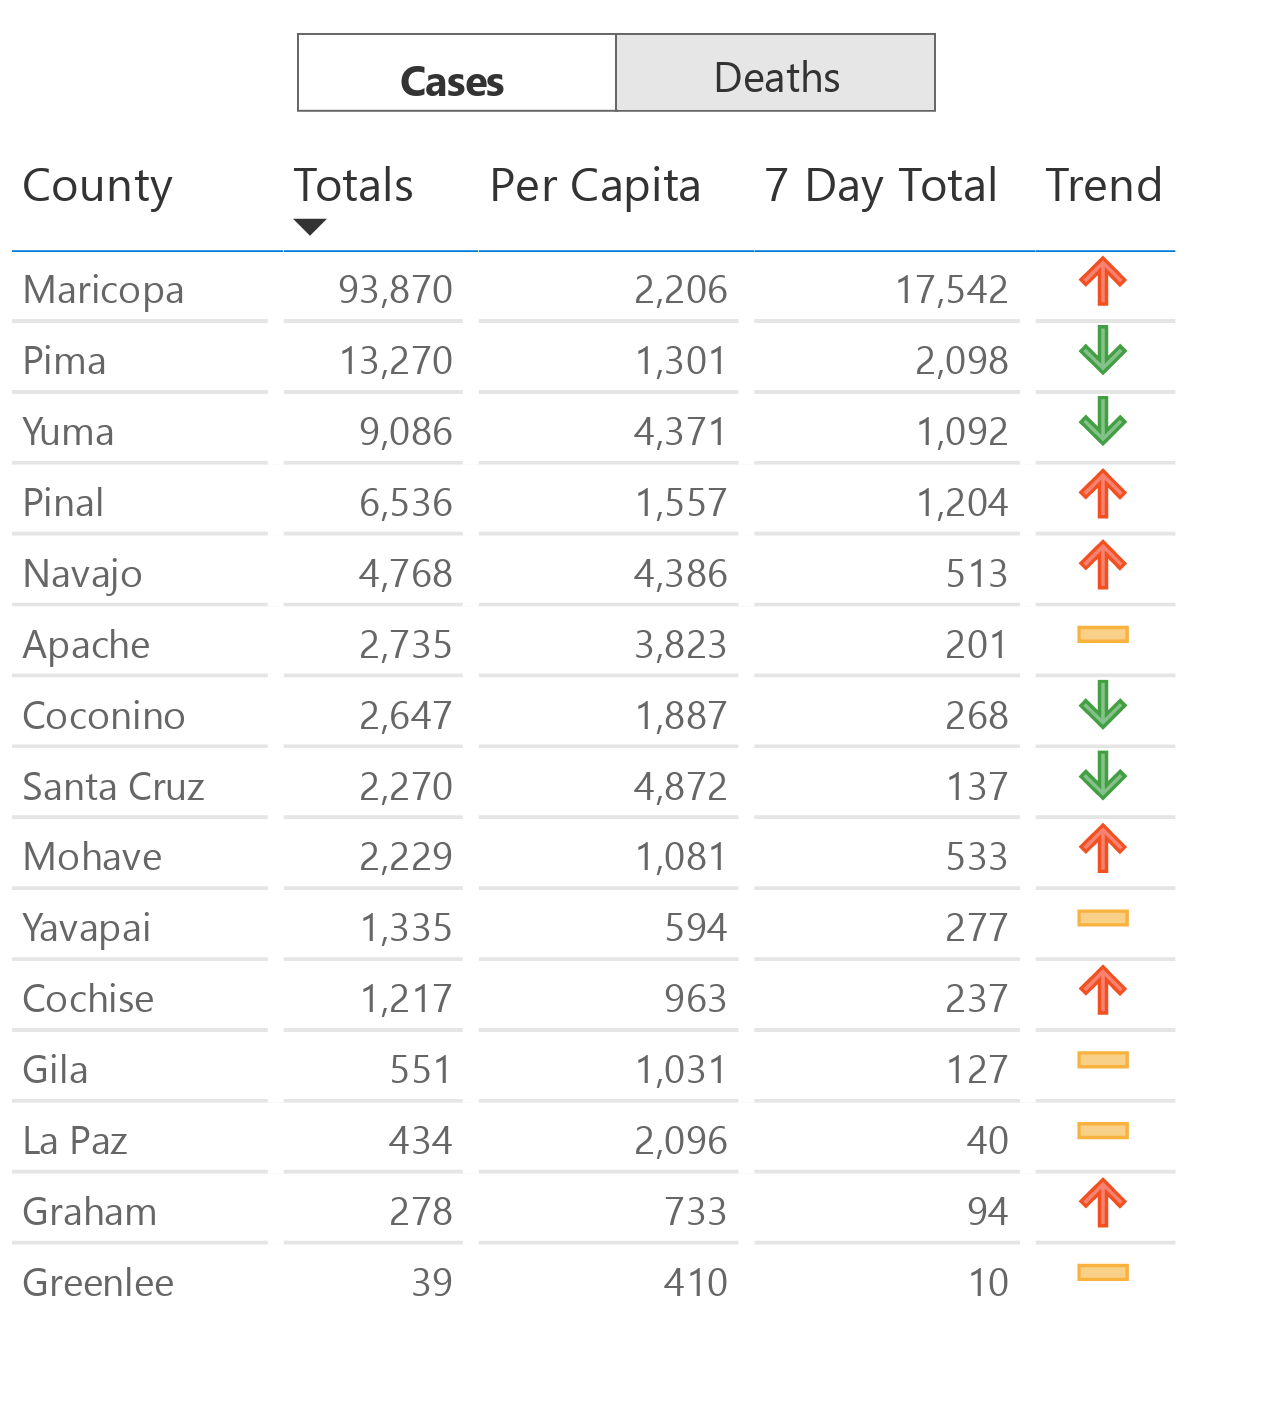 Cases Deaths
County Totals Per Capita 7 Day Total Trend
Maricopa 93,870 2,206 17,542
Pima 13,270 1,301 2,098
Yuma 9,086 4,371 1,092
Pinal 6,536 1,557 1,204
Navajo 4,768 4,386 513
Apache 2,735 3,823 201
Coconino 2,647 1,887 268
Santa Cruz 2,270 4,872 137
Mohave 2,229 1,081 533
Yavapai 1,335 594 277
Cochise 1,217 963 237
Gila 551 1,031 127
La Paz 434 2,096 40
Graham 278 733 94
Greenlee 39 410 10